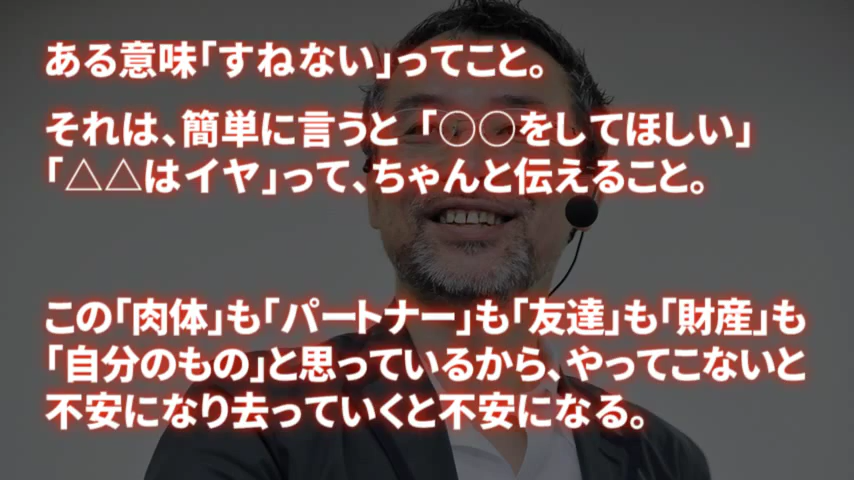 ある意味「すねない」ってこと。
それは、簡単に言うと「○○をしてほしい」
「△△はイヤ」って、ちゃんと伝えること。
この「肉体」も「パートナー」も「友達」も「財産」も
「自分のもの」と思っているから、やってこないと
不安になり去っていくと不安になる。